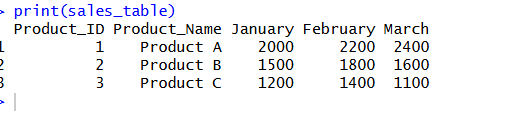 > print(sales_table)
Product_ID Product_Name January February March
1 1 Product A 2000 2200 2400
2 2 Product B 1500 1800 1600
3 3 Product C 1200 1400 1100
>